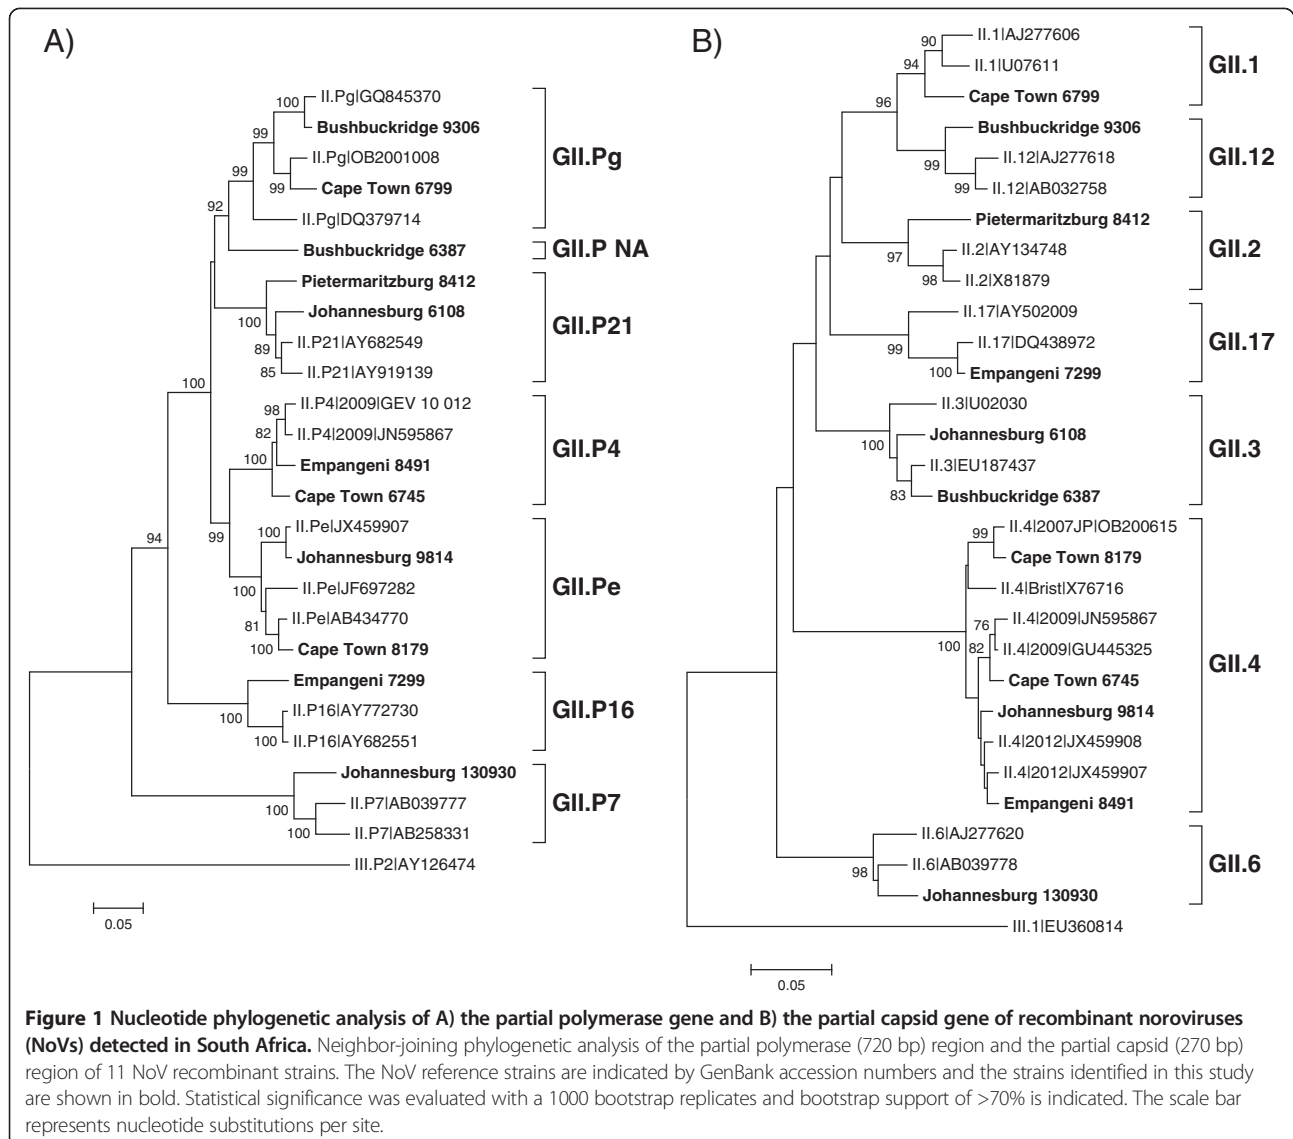 A)
100
II.Pg|GQ845370
Bushbuckridge 9306
99
II.Pg|OB2001008
99
Cape Town 6799
99
II.Pg|DQ379714
GII.Pg
92
Bushbuckridge 6387
GII.P NA
Pietermaritzburg 8412
100
Johannesburg 6108
89
II.P21|AY682549
85
II.P21|AY919139
GII.P21
100
98
II.P4|2009|GEV 10 012
82
II.P4|2009|JN595867
100
Empangeni 8491
Cape Town 6745
GII.P4
99
100
II.Pe|JX459907
Johannesburg 9814
100
II.Pe|JF697282
81
II.Pe|AB434770
100
Cape Town 8179
GII.Pe
94
Empangeni 7299
100
II.P16|AY772730
100
II.P16|AY682551
GII.P16
Johannesburg 130930
100
II.P7|AB039777
100
II.P7|AB258331
GII.P7
III.P2|AY126474
0.05
B)
90
II.1|AJ277606
94
II.1|U07611
96
Cape Town 6799
GII.1
Bushbuckridge 9306
99
II.12|AJ277618
99
II.12|AB032758
GII.12
Pietermaritzburg 8412
97
II.2|AY134748
98
II.2|X81879
GII.2
II.17|AY502009
99
II.17|DQ438972
100
Empangeni 7299
GII.17
II.3|U02030
100
Johannesburg 6108
II.3|EU187437
83
Bushbuckridge 6387
GII.3
II.4|2007JP|OB200615
99
Cape Town 8179
II.4|Brist|X76716
76
II.4|2009|JN595867
100
82
II.4|2009|GU445325
Cape Town 6745
Johannesburg 9814
II.4|2012|JX459908
II.4|2012|JX459907
Empangeni 8491
GII.4
II.6|AJ277620
98
II.6|AB039778
Johannesburg 130930
GII.6
III.1|EU360814
0.05
Figure 1 Nucleotide phylogenetic analysis of A) the partial polymerase gene and B) the partial capsid gene of recombinant noroviruses
(NoVs) detected in South Africa. Neighbor-joining phylogenetic analysis of the partial polymerase (720 bp) region and the partial capsid (270 bp)
region of 11 NoV recombinant strains. The NoV reference strains are indicated by GenBank accession numbers and the strains identified in this study
are shown in bold. Statistical significance was evaluated with a 1000 bootstrap replicates and bootstrap support of >70% is indicated. The scale bar
represents nucleotide substitutions per site.